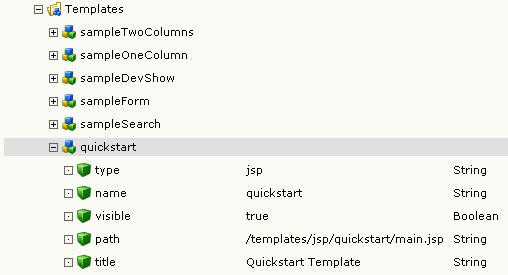 Templates
sampleTwoColumns
sampleOneColumn
sampleDevShow
sampleForm
sampleSearch
quickstart
type jsp String
name quickstart String
visible true Boolean
path /templates/jsp/quickstart/main.jsp String
title Quickstart Template String